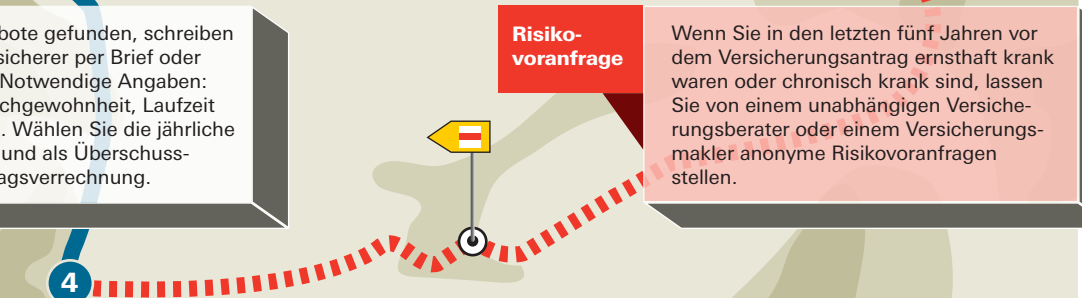 bote gefunden, schreiben
sicherer per Brief oder
Notwendige Angaben:
chgewohnheit, Laufzeit
. Wählen Sie die jährliche
und als Überschuss-
agsverrechnung.
4
Risiko-
voranfrage
Wenn Sie in den letzten fünf Jahren vor
dem Versicherungsantrag ernsthaft krank
waren oder chronisch krank sind, lassen
Sie von einem unabhängigen Versiche-
rungsberater oder einem Versicherungs-
makler anonyme Risikovoranfragen
stellen.